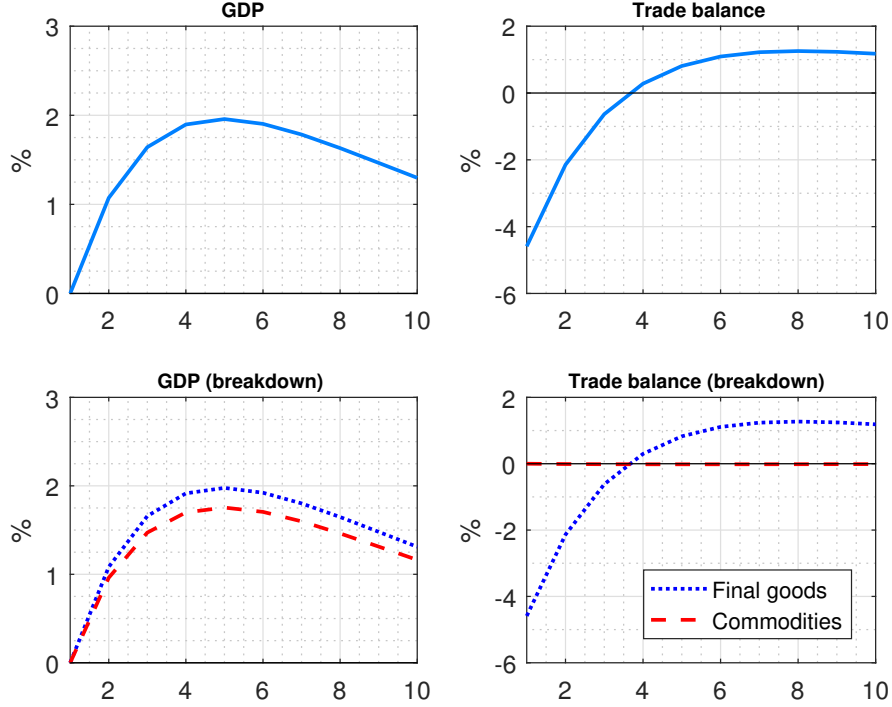 GDP
3
2
1
0
%
2 4 6 8 10
Trade balance
2
0
-2
-4
-6
%
2 4 6 8 10
GDP (breakdown)
3
2
1
0
%
2 4 6 8 10
Trade balance (breakdown)
2
0
-2
-4
-6
%
Final goods
Commodities
2 4 6 8 10